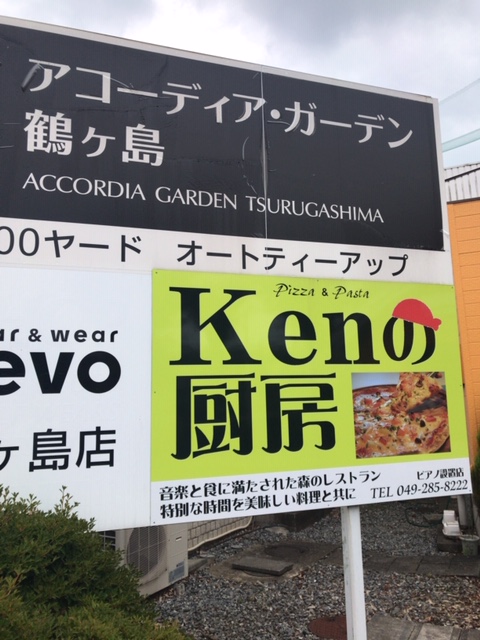 アコーディア・ガーデン
鶴ヶ島
ACCORDIA GARDEN TSURUGASHIMA
00ヤード オートティーアップ
ar & wear
evo
ヶ島店
Pizza & Pasta
Kenの
厨房
音楽と食に満たされた森のレストラン
特別な時間を美味しい料理と共に
ピアノ設置店
TEL 049-285-8222